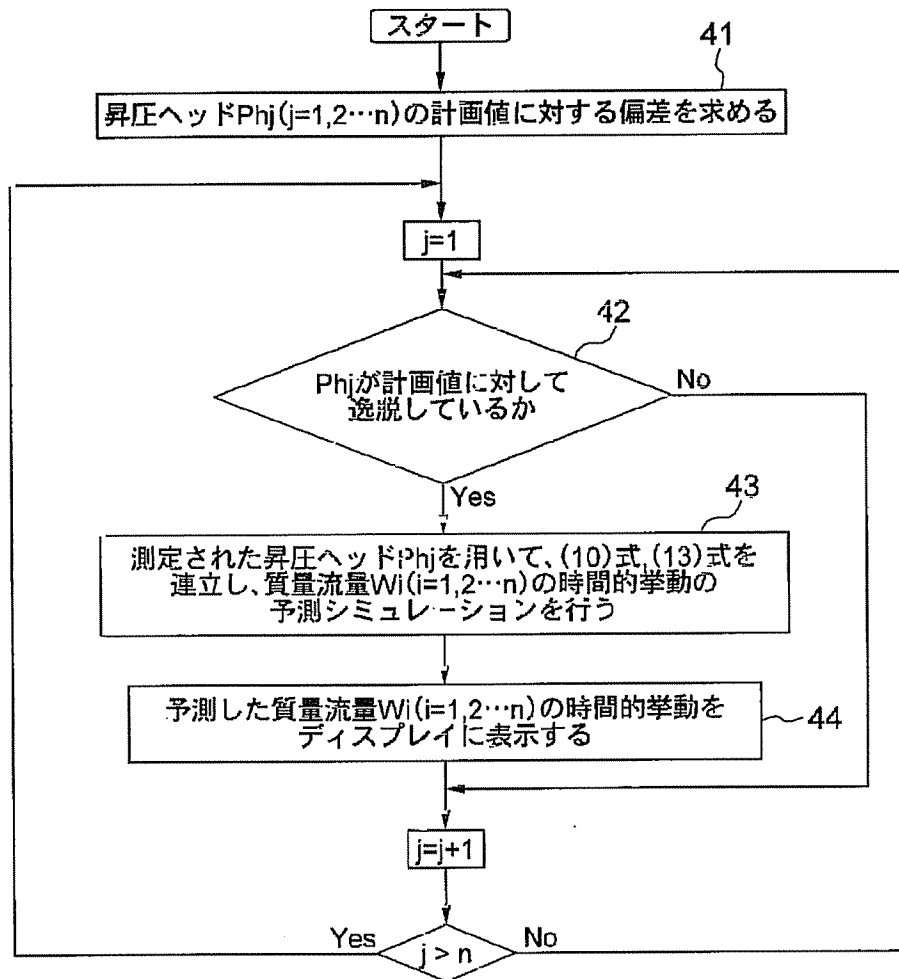 スタート
41
昇圧ヘッドPhj(j=1,2…n)の計画値に対する偏差を求める
j=1
42
Phjが計画値に対して
逸脱しているか
No
Yes
43
測定された昇圧ヘッドPhjを用いて、(10)式,(13)式を
連立し、質量流量Wi(i=1,2…n)の時間的挙動の
予測シミュレーションを行う
予測した質量流量Wi(i=1,2…n)の時間的挙動を
ディスプレイに表示する
44
j=j+1
Yes
j > n
No